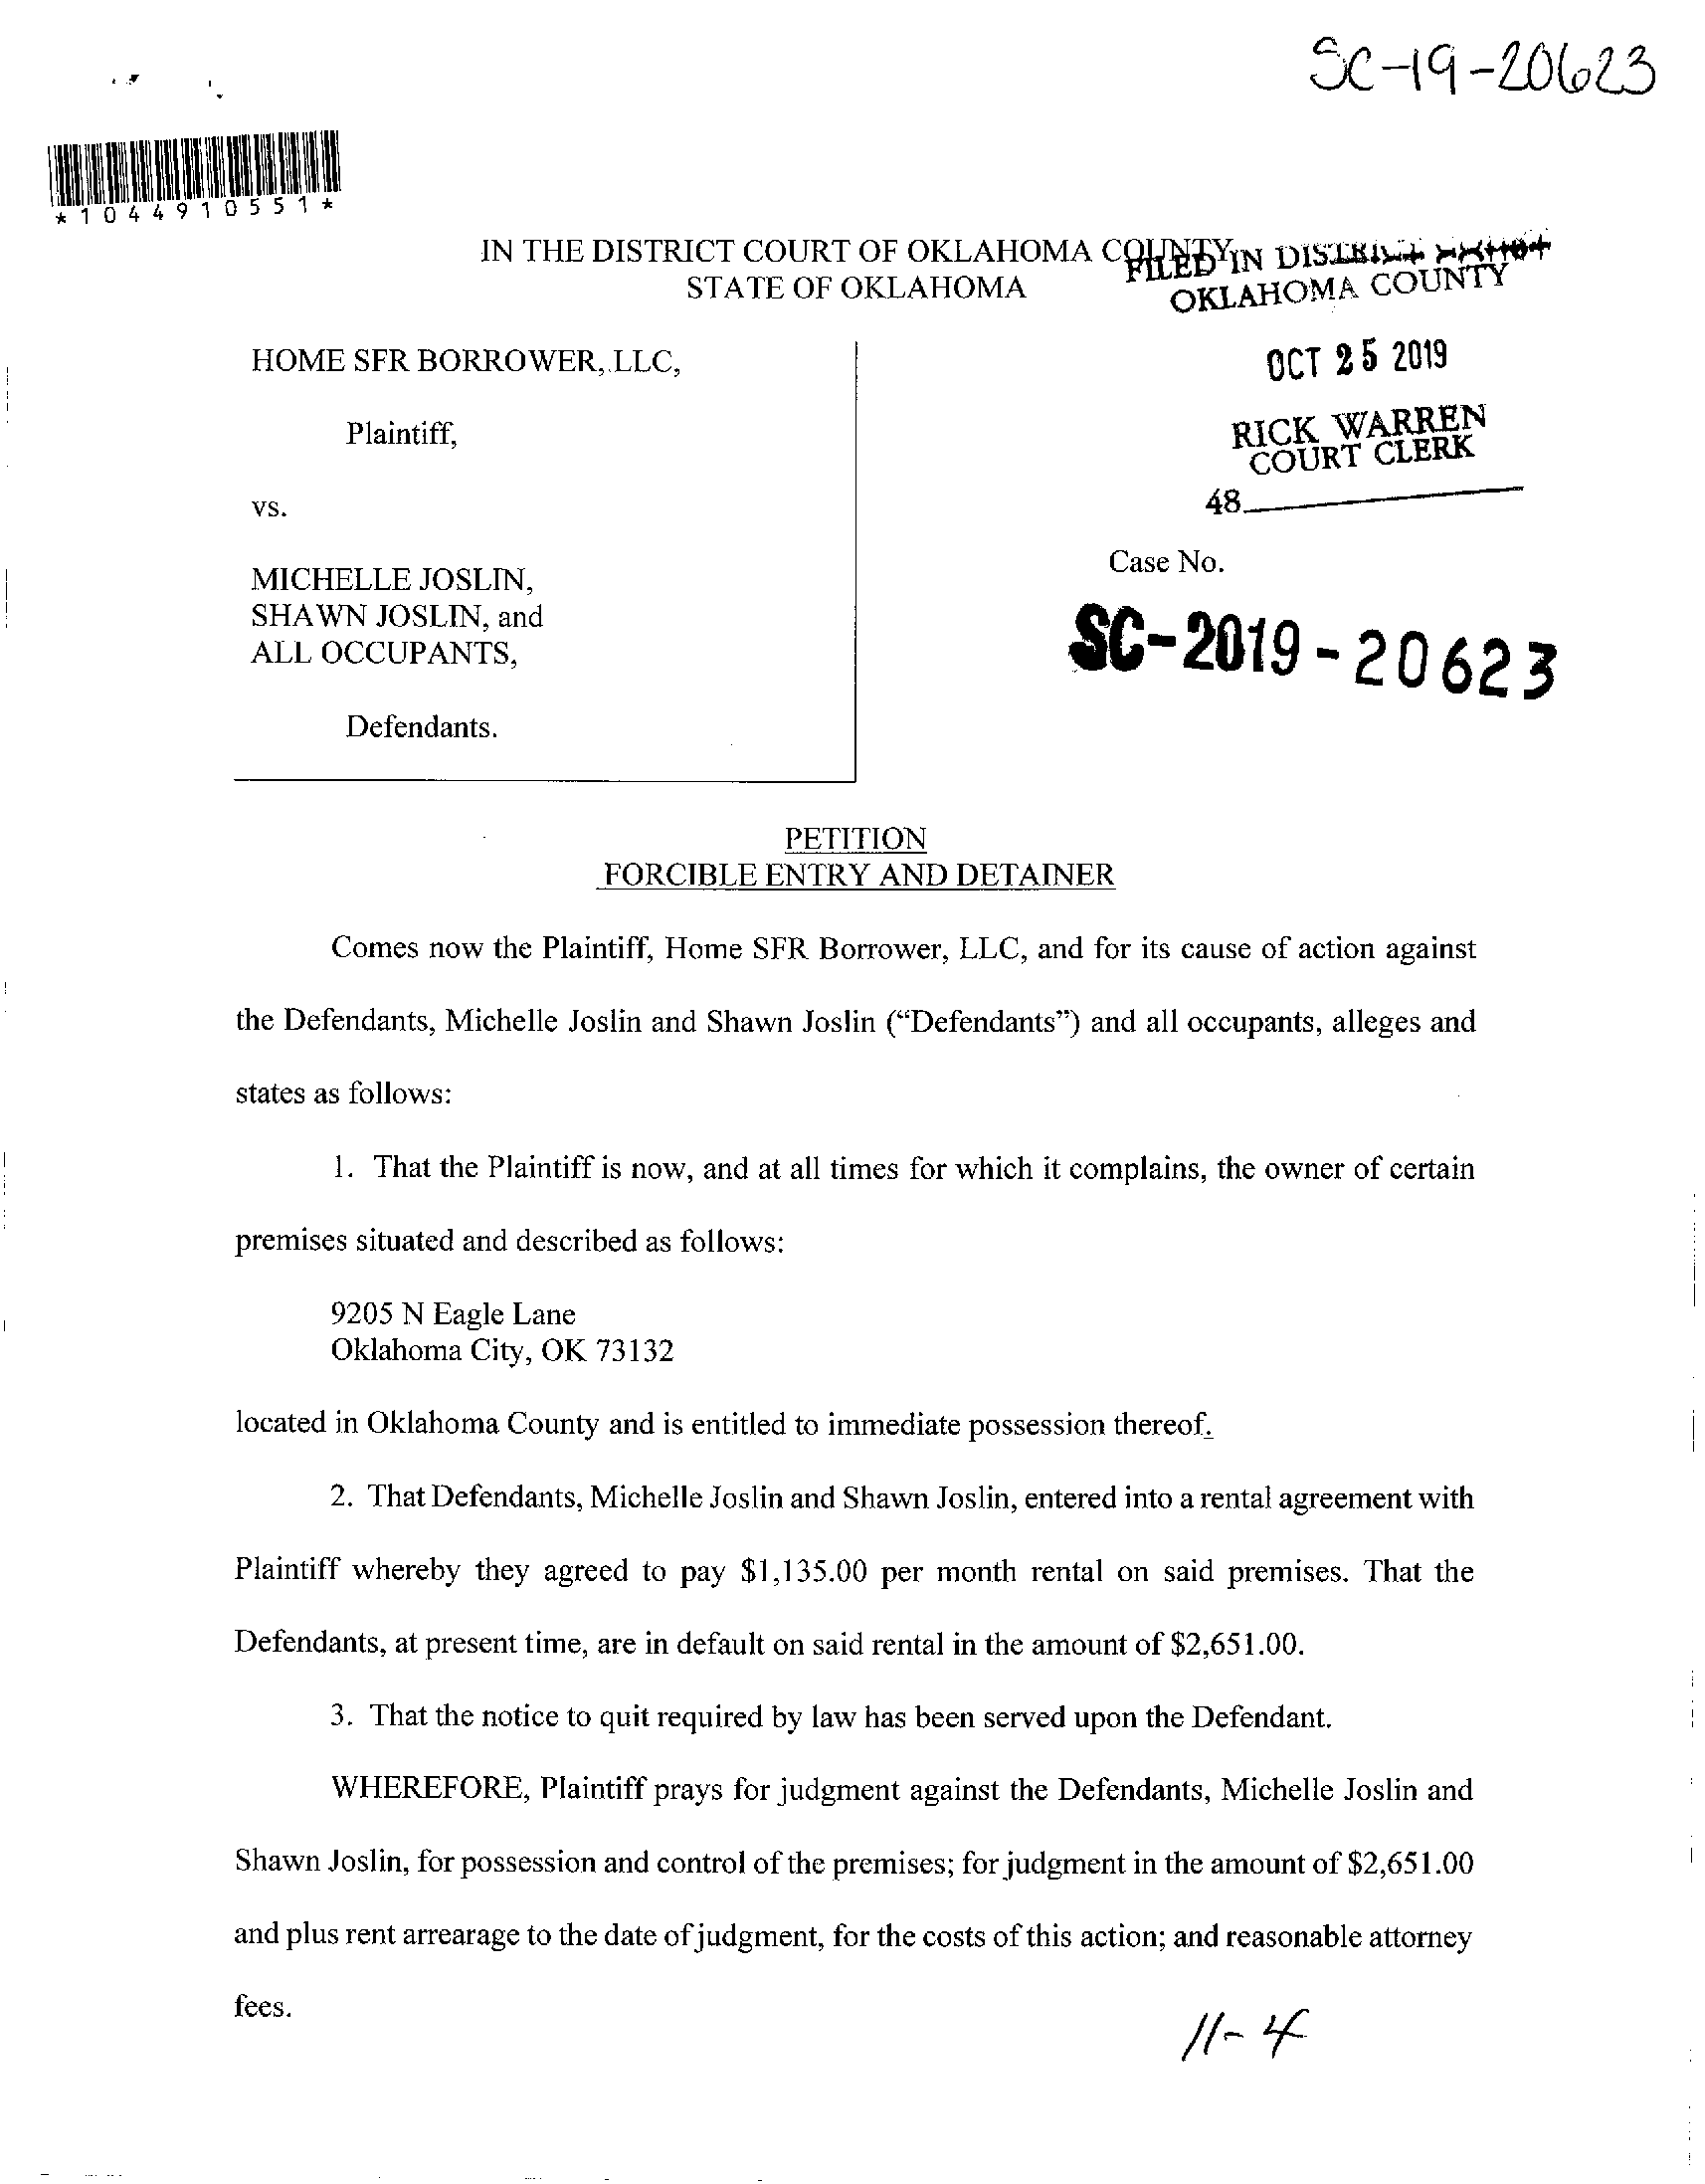 SC-19-20623
*1044910551*
IN THE DISTRICT COURT OF OKLAHOMA COUNTY
STATE OF OKLAHOMA
FILED IN DISTRICT
OKLAHOMA COUNTY
OCT 25 2019
RICK WARREN
COURT CLERK
48
HOME SFR BORROWER, LLC,
Plaintiff,
vs.
MICHELLE JOSLIN,
SHAWN JOSLIN, and
ALL OCCUPANTS,
Defendants.
Case No.
SC-2019-20623
PETITION
FORCIBLE ENTRY AND DETAINER
Comes now the Plaintiff, Home SFR Borrower, LLC, and for its cause of action against
the Defendants, Michelle Joslin and Shawn Joslin (“Defendants”) and all occupants, alleges and
states as follows:
1. That the Plaintiff is now, and at all times for which it complains, the owner of certain
premises situated and described as follows:
9205 N Eagle Lane
Oklahoma City, OK 73132
located in Oklahoma County and is entitled to immediate possession thereof.
2. That Defendants, Michelle Joslin and Shawn Joslin, entered into a rental agreement with
Plaintiff whereby they agreed to pay $1,135.00 per month rental on said premises. That the
Defendants, at present time, are in default on said rental in the amount of $2,651.00.
3. That the notice to quit required by law has been served upon the Defendant.
WHEREFORE, Plaintiff prays for judgment against the Defendants, Michelle Joslin and
Shawn Joslin, for possession and control of the premises; for judgment in the amount of $2,651.00
and plus rent arrearage to the date of judgment, for the costs of this action; and reasonable attorney
fees.
11-4